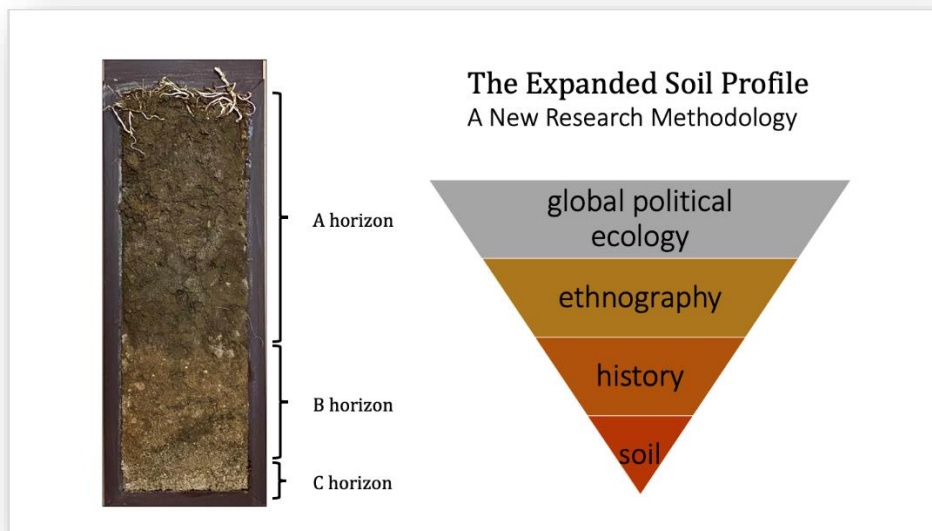 The Expanded Soil Profile
A New Research Methodology
A horizon
B horizon
C horizon
global political
ecology
ethnography
history
soil